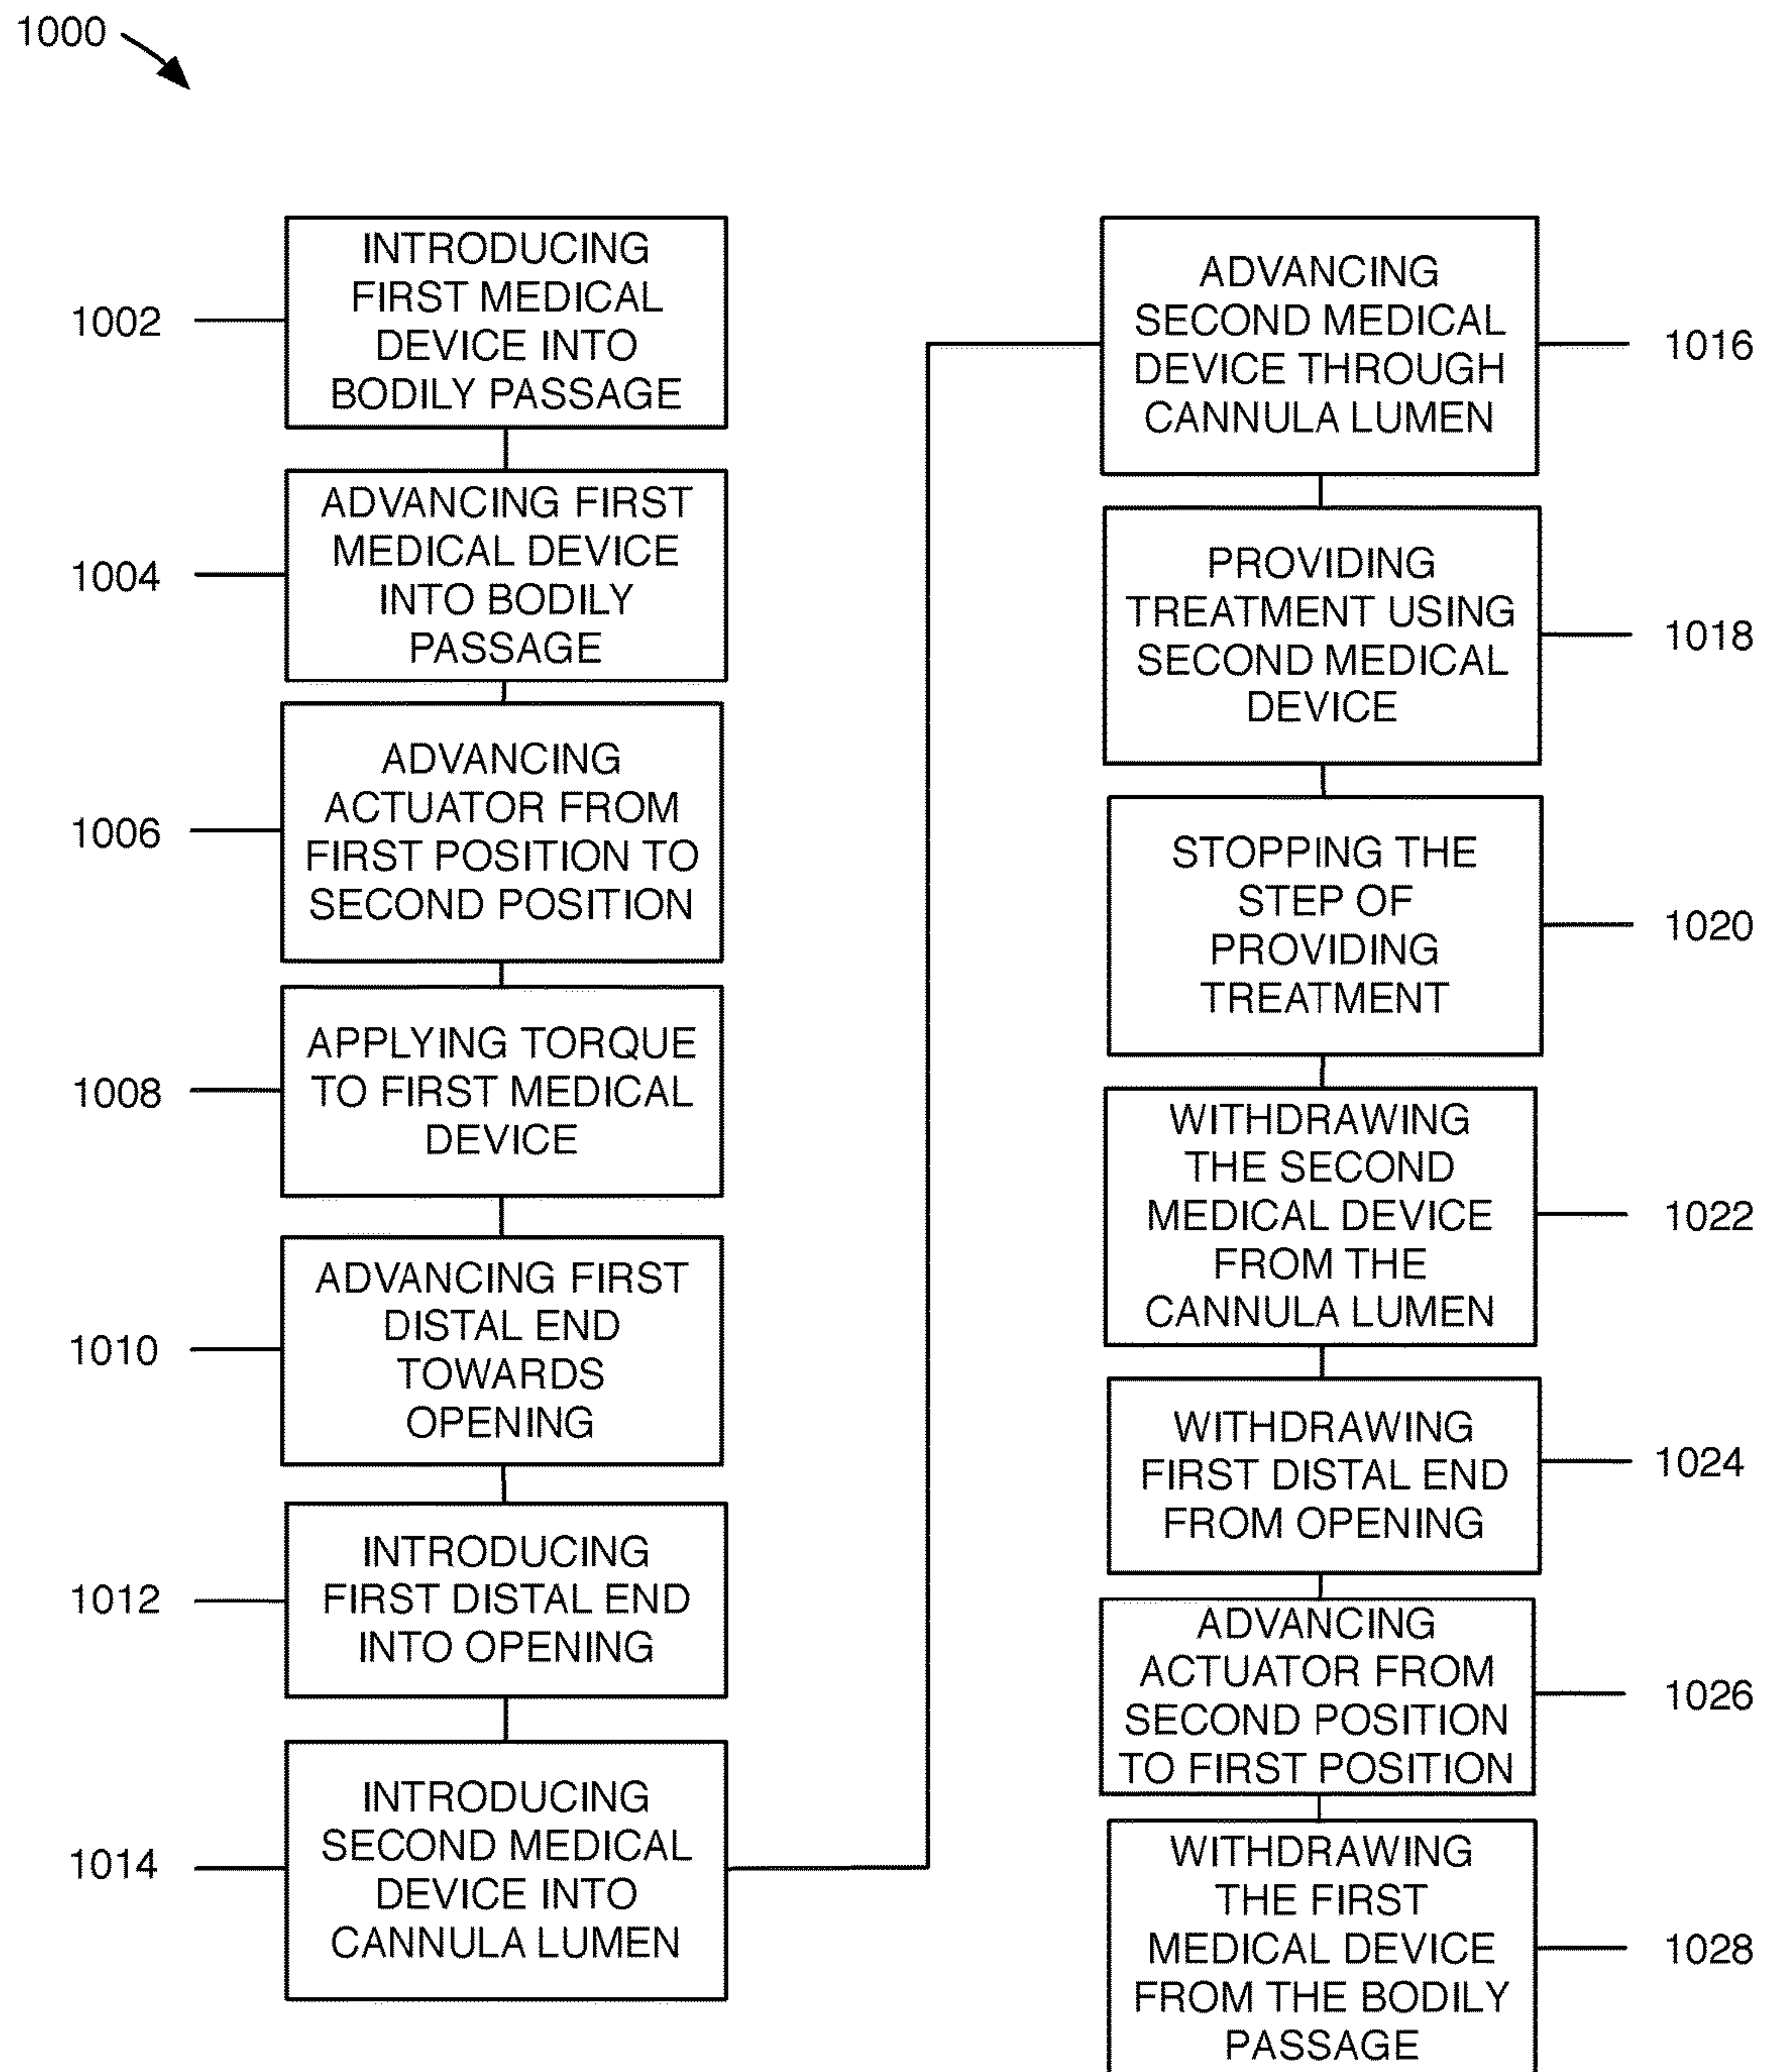 1000
1002
INTRODUCING
FIRST MEDICAL
DEVICE INTO
BODILY PASSAGE
1004
ADVANCING FIRST
MEDICAL DEVICE
INTO BODILY
PASSAGE
1006
ADVANCING
ACTUATOR FROM
FIRST POSITION TO
SECOND POSITION
1008
APPLYING TORQUE
TO FIRST MEDICAL
DEVICE
1010
ADVANCING FIRST
DISTAL END
TOWARDS
OPENING
1012
INTRODUCING
FIRST DISTAL END
INTO OPENING
1014
INTRODUCING
SECOND MEDICAL
DEVICE INTO
CANNULA LUMEN
ADVANCING
SECOND MEDICAL
DEVICE THROUGH
CANNULA LUMEN
1016
PROVIDING
TREATMENT USING
SECOND MEDICAL
DEVICE
1018
STOPPING THE
STEP OF
PROVIDING
TREATMENT
1020
WITHDRAWING
THE SECOND
MEDICAL DEVICE
FROM THE
CANNULA LUMEN
1022
WITHDRAWING
FIRST DISTAL END
FROM OPENING
1024
ADVANCING
ACTUATOR FROM
SECOND POSITION
TO FIRST POSITION
1026
WITHDRAWING
THE FIRST
MEDICAL DEVICE
FROM THE BODILY
PASSAGE
1028